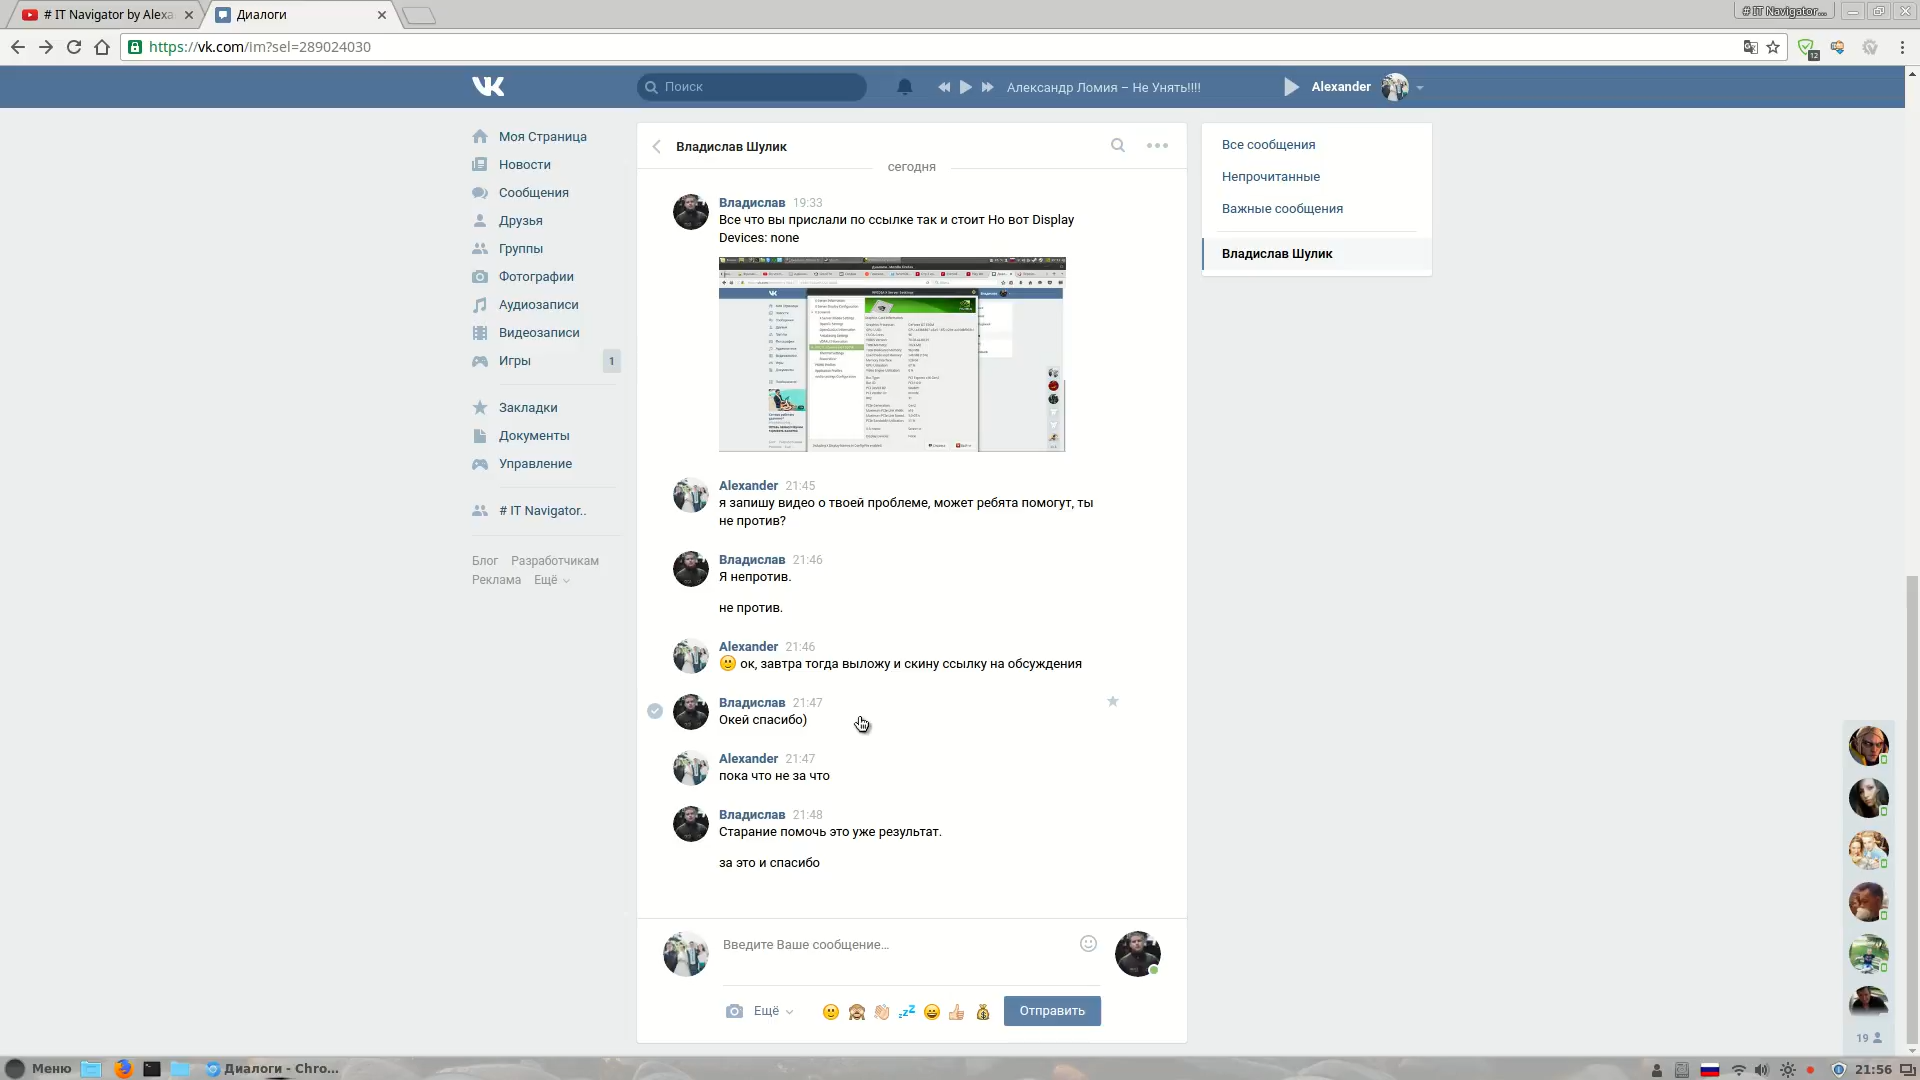 # IT Navigator by Alexa
Диалоги
# IT Navigator...
https://vk.com/im?sel=289024030
12
Поиск
Александр Ломия – Не Унять!!!!
Alexander
Моя Страница
Новости
Сообщения
Друзья
Группы
Фотографии
Аудиозаписи
Видеозаписи
Игры
1
Закладки
Документы
Управление
# IT Navigator..
Блог Разработчикам
Реклама Ещё
Владислав Шулик
сегодня
Владислав 19:33
Все что вы прислали по ссылке так и стоит Но вот Display
Devices: none
Alexander 21:45
я запишу видео о твоей проблеме, может ребята помогут, ты
не против?
Владислав 21:46
Я непротив.
не против.
Alexander 21:46
ок, завтра тогда выложу и скину ссылку на обсуждения
Владислав 21:47
Окей спасибо)
Alexander 21:47
пока что не за что
Владислав 21:48
Старание помочь это уже результат.
за это и спасибо
Введите Ваше сообщение...
Ещё
Отправить
Все сообщения
Непрочитанные
Важные сообщения
Владислав Шулик
19
Меню
Диалоги - Chro...
21:56